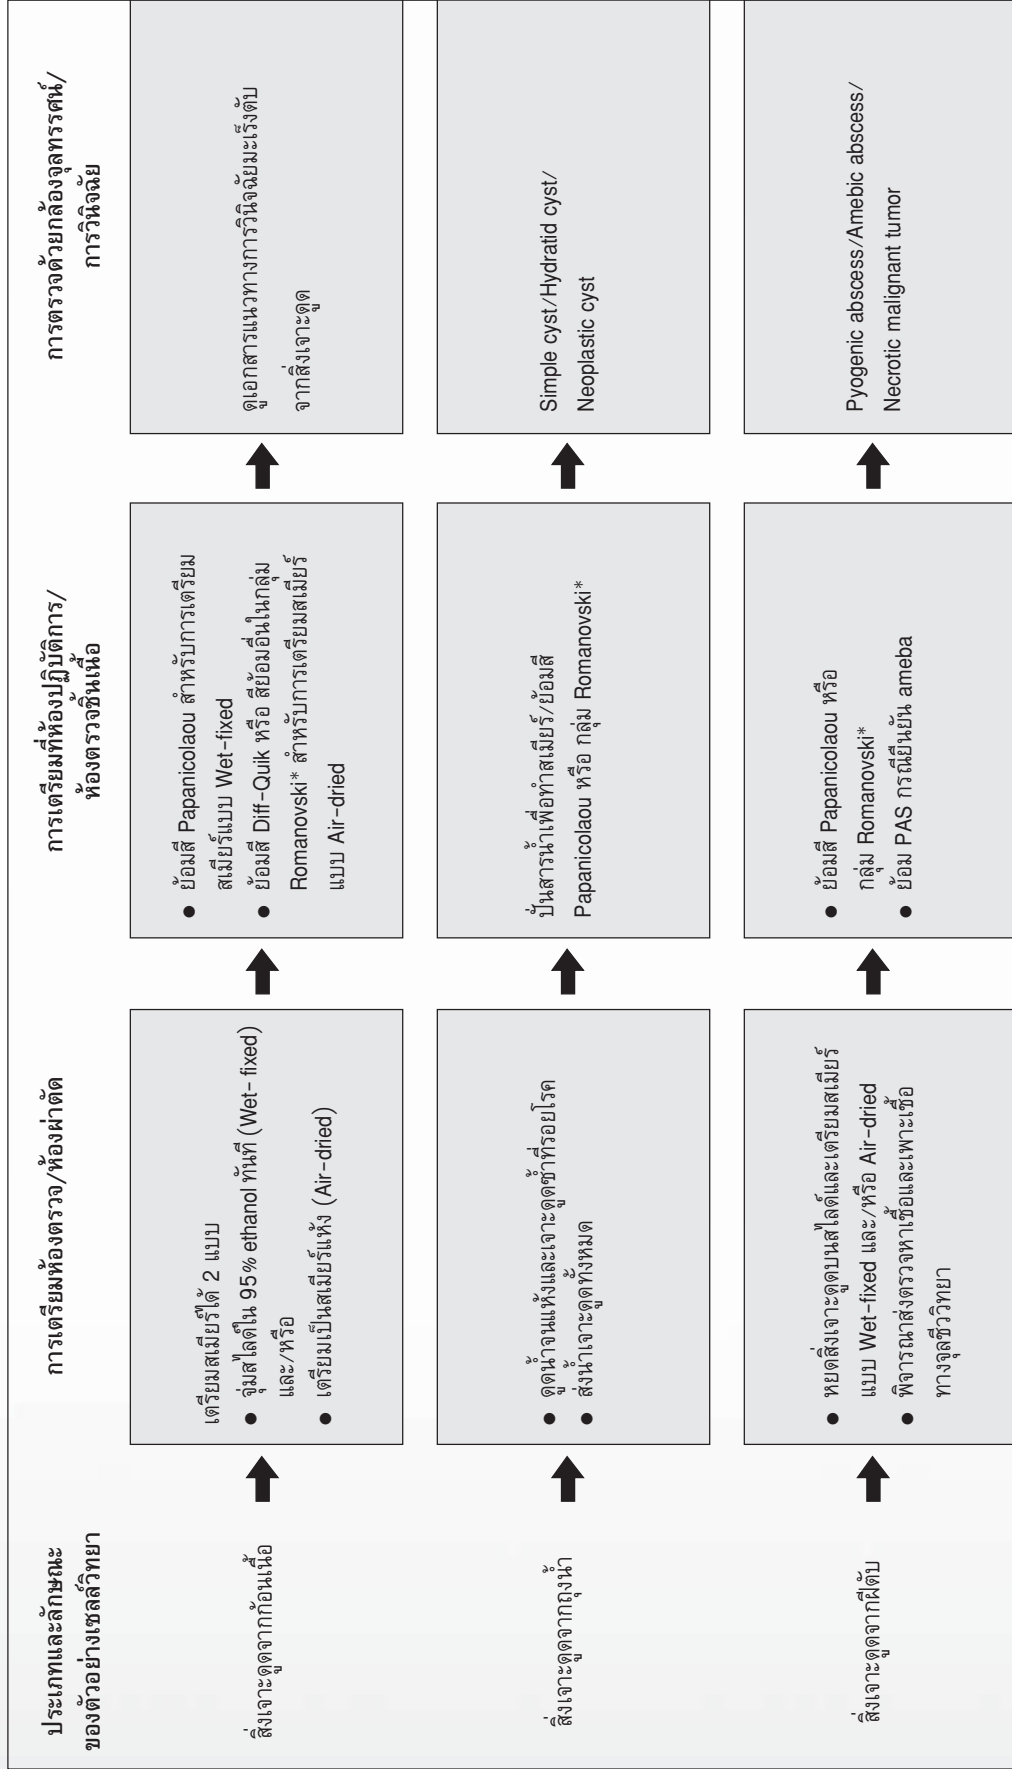 ประเภทและลักษณะ
ของตัวอย่างเซลล์วิทยา
การเตรียมห้องตรวจ/ห้องผ่าตัด
การเตรียมที่ห้องปฏิบัติการ/
ห้องตรวจชิ้นเนื้อ
การตรวจด้วยกล้องจุลทรรศน์/
การวินิจฉัย
สิ่งเจาะดูดจากก้อนเนื้อ
เตรียมสเมียร์ได้ 2 แบบ
● จุ่มสไลด์ใน 95% ethanol ทันที (Wet- fixed)
และ/หรือ
● เตรียมเป็นสเมียร์แห้ง (Air-dried)
● ย้อมสี Papanicolaou สำหรับการเตรียม
สเมียร์แบบ Wet-fixed
● ย้อมสี Diff-Quik หรือ สีย้อมอื่นในกลุ่ม
Romanovski* สำหรับการเตรียมสเมียร์
แบบ Air-dried
ดูเอกสารแนวทางการวินิจฉัยมะเร็งตับ
จากสิ่งเจาะดูด
สิ่งเจาะดูดจากถุงน้ำ
● ดูดน้ำจนแห้งและเจาะดูดซ้ำที่รอยโรค
● ส่งน้ำเจาะดูดทั้งหมด
ปั่นสารน้ำเพื่อทำสเมียร์/ย้อมสี
Papanicolaou หรือ กลุ่ม Romanovski*
Simple cyst/Hydratid cyst/
Neoplastic cyst
สิ่งเจาะดูดจากฝีตับ
● หยดสิ่งเจาะดูดบนสไลด์และเตรียมสเมียร์
แบบ Wet-fixed และ/หรือ Air-dried
● พิจารณาส่งตรวจหาเชื้อและเพาะเชื้อ
ทางจุลชีววิทยา
● ย้อมสี Papanicolaou หรือ
กลุ่ม Romanovski*
● ย้อม PAS กรณียืนยัน ameba
Pyogenic abscess/Amebic abscess/
Necrotic malignant tumor